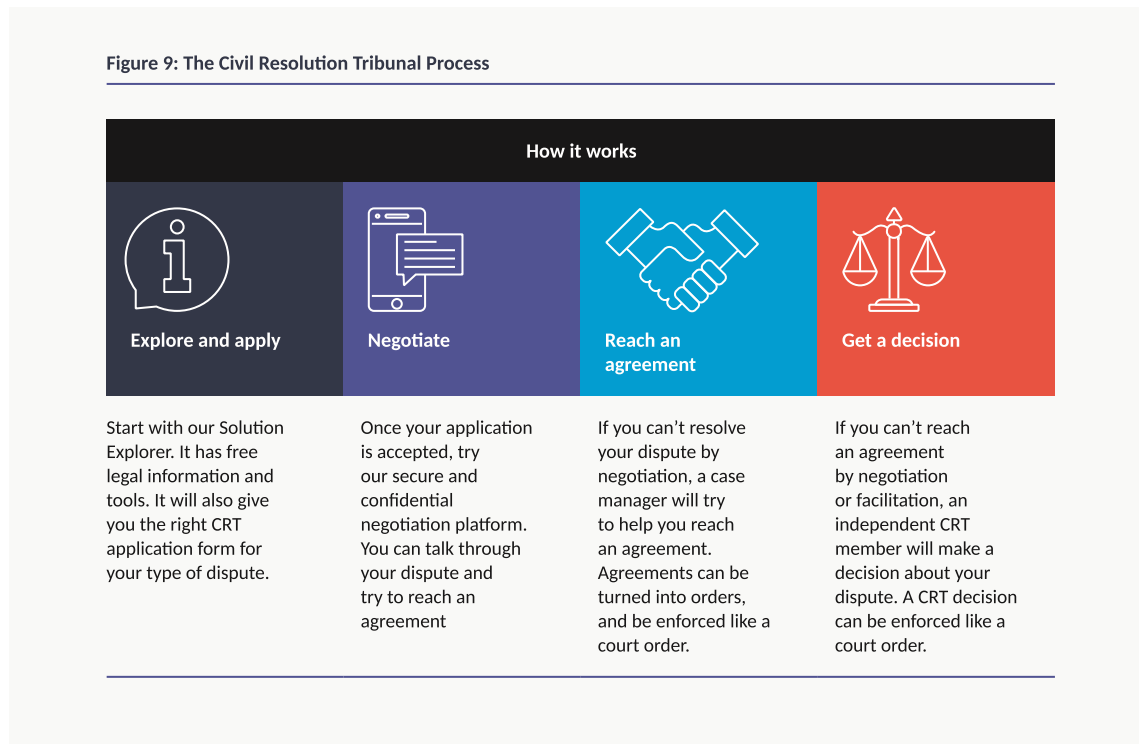 Figure 9: The Civil Resolution Tribunal Process
How it works
Explore and apply
Negotiate
Reach an
agreement
Get a decision
Start with our Solution
Explorer. It has free
legal information and
tools. It will also give
you the right CRT
application form for
your type of dispute.
Once your application
is accepted, try
our secure and
confidential
negotiation platform.
You can talk through
your dispute and
try to reach an
agreement
If you can’t resolve
your dispute by
negotiation, a case
manager will try
to help you reach
an agreement.
Agreements can be
turned into orders,
and be enforced like a
court order.
If you can’t reach
an agreement
by negotiation
or facilitation, an
independent CRT
member will make a
decision about your
dispute. A CRT decision
can be enforced like a
court order.